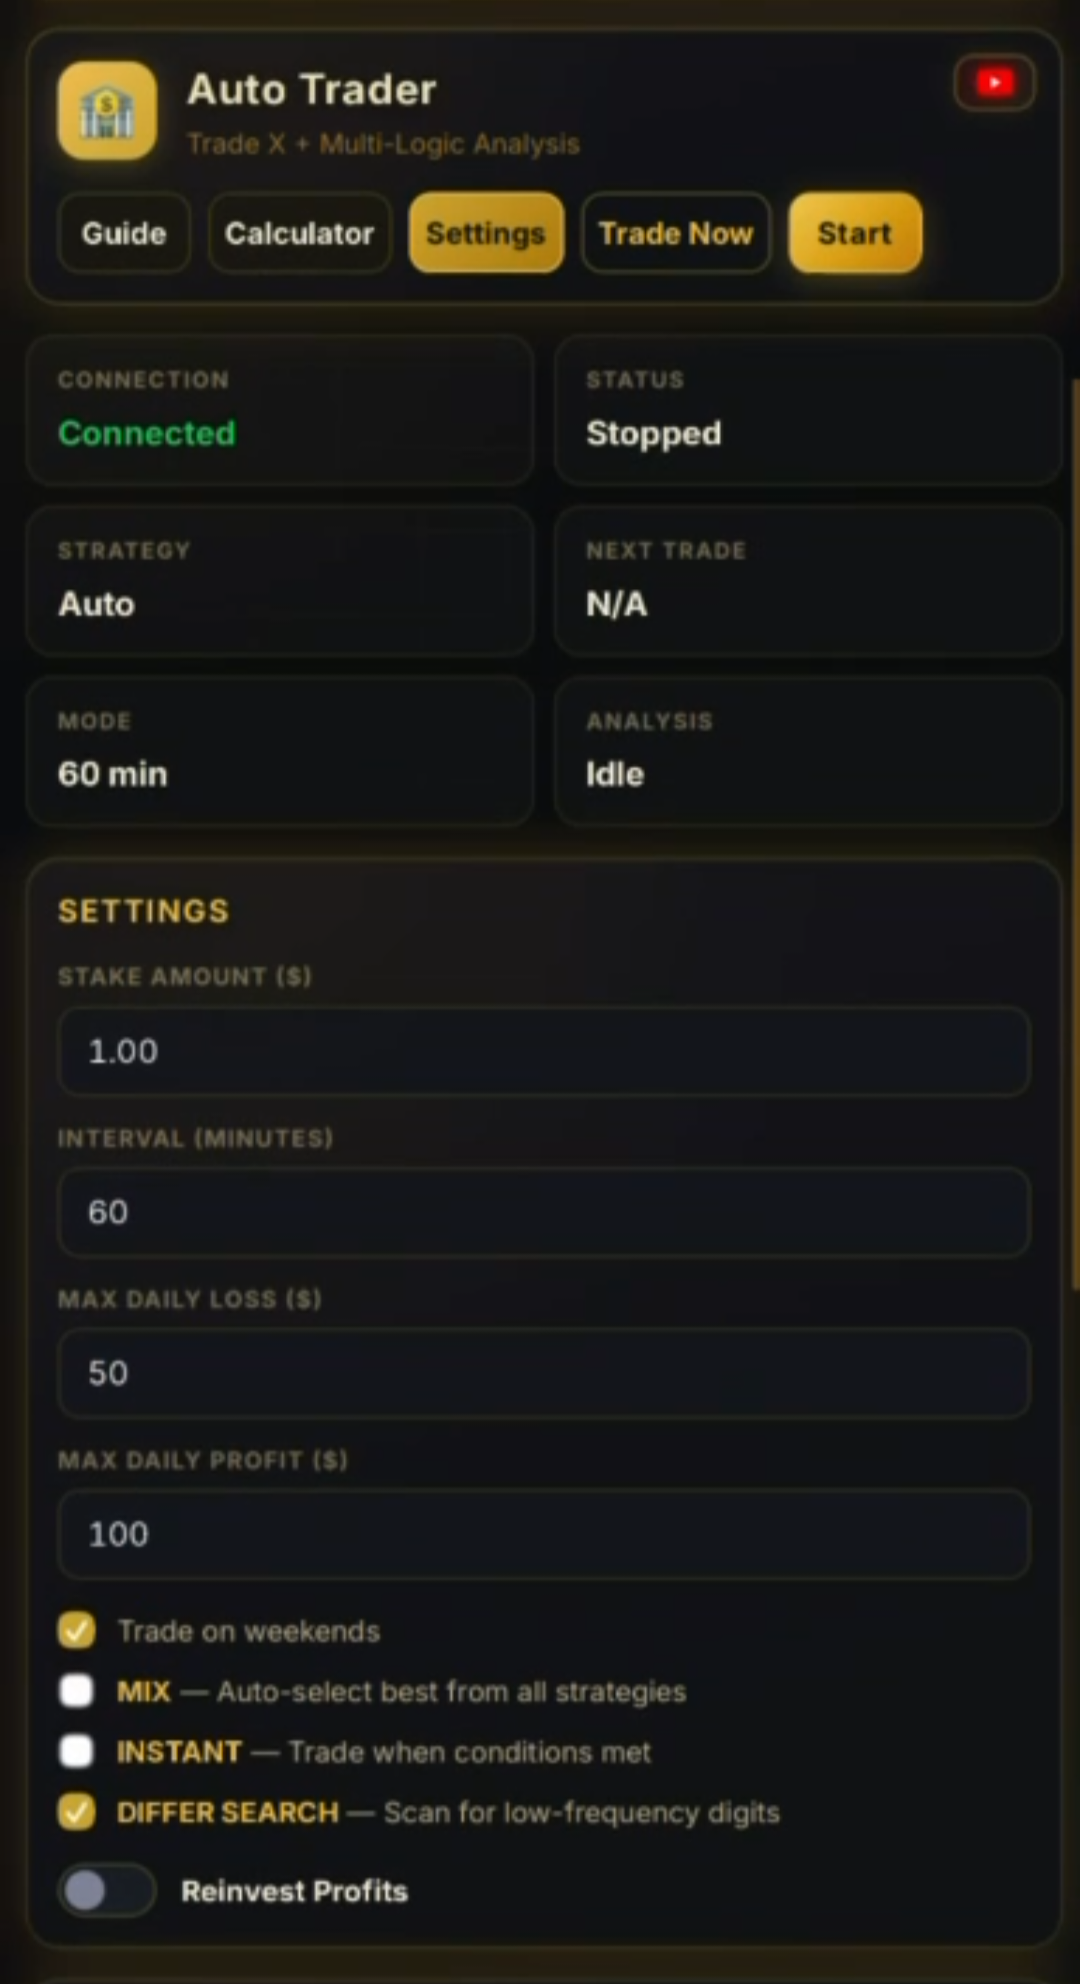 Auto Trader
Trade X + Multi-Logic Analysis
Guide Calculator Settings Trade Now Start
CONNECTION
Connected
STATUS
Stopped
STRATEGY
Auto
NEXT TRADE
N/A
MODE
60 min
ANALYSIS
Idle
SETTINGS
STAKE AMOUNT ($)
1.00
INTERVAL (MINUTES)
60
MAX DAILY LOSS ($)
50
MAX DAILY PROFIT ($)
100
Trade on weekends
MIX — Auto-select best from all strategies
INSTANT — Trade when conditions met
DIFFER SEARCH — Scan for low-frequency digits
Reinvest Profits